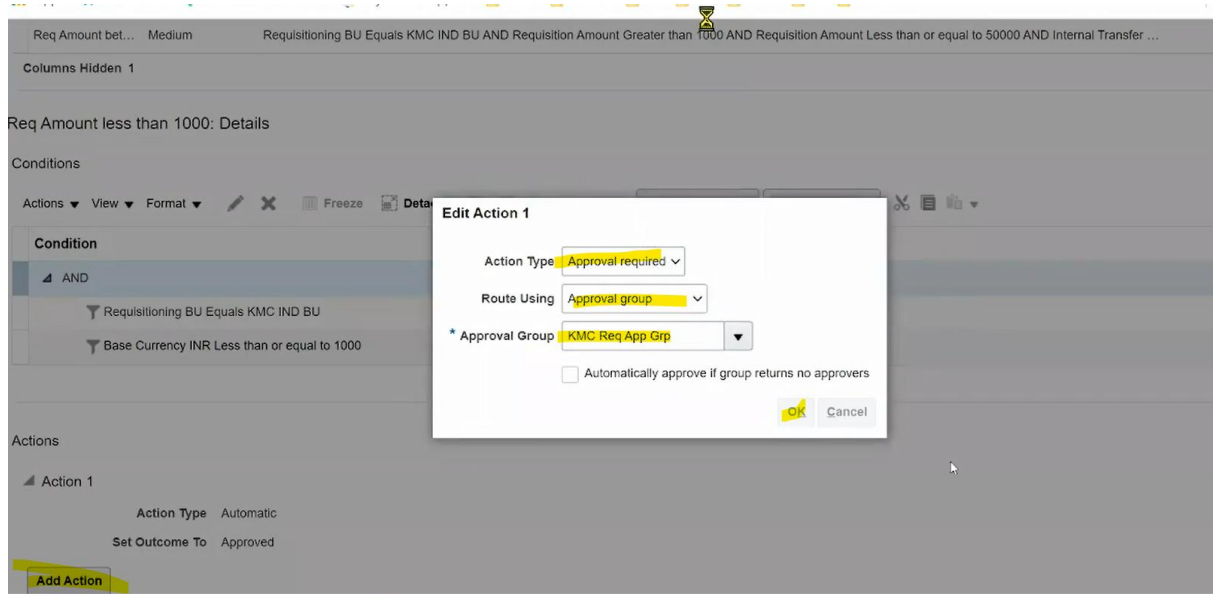 Req Amount bet... Medium Requisitioning BU Equals KMC IND BU AND Requisition Amount Greater than 1000 AND Requisition Amount Less than or equal to 50000 AND Internal Transfer ...
Columns Hidden 1
Req Amount less than 1000: Details
Conditions
Actions View Format Freeze Detac
Condition
AND
Requisitioning BU Equals KMC IND BU
Base Currency INR Less than or equal to 1000
Edit Action 1
Action Type Approval required
Route Using Approval group
* Approval Group KMC Req App Grp
Automatically approve if group returns no approvers
OK Cancel
Actions
Action 1
Action Type Automatic
Set Outcome To Approved
Add Action